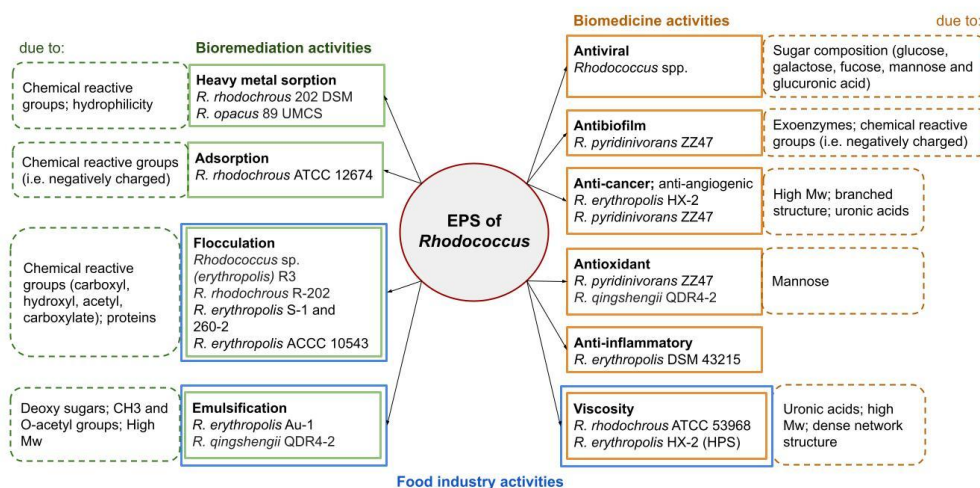 due to:
Bioremediation activities
Chemical reactive
groups; hydrophilicity
Heavy metal sorption
R. rhodochrous 202 DSM
R. opacus 89 UMCS
Chemical reactive groups
(i.e. negatively charged)
Adsorption
R. rhodochrous ATCC 12674
Chemical reactive
groups (carboxyl,
hydroxyl, acetyl,
carboxylate); proteins
Flocculation
Rhodococcus sp.
(erythropolis) R3
R. rhodochrous R-202
R. erythropolis S-1 and
260-2
R. erythropolis ACCC 10543
Deoxy sugars; CH3 and
O-acetyl groups; High
Mw
Emulsification
R. erythropolis Au-1
R. qingshengii QDR4-2
EPS of
Rhodococcus
Biomedicine activities
due to:
Antiviral
Rhodococcus spp.
Sugar composition (glucose,
galactose, fucose, mannose and
glucuronic acid)
Antibiofilm
R. pyridinivorans ZZ47
Exoenzymes; chemical reactive
groups (i.e. negatively charged)
Anti-cancer; anti-angiogenic
R. erythropolis HX-2
R. pyridinivorans ZZ47
High Mw; branched
structure; uronic acids
Antioxidant
R. pyridinivorans ZZ47
R. qingshengii QDR4-2
Mannose
Anti-inflammatory
R. erythropolis DSM 43215
Viscosity
R. rhodochrous ATCC 53968
R. erythropolis HX-2 (HPS)
Uronic acids; high
Mw; dense network
structure
Food industry activities